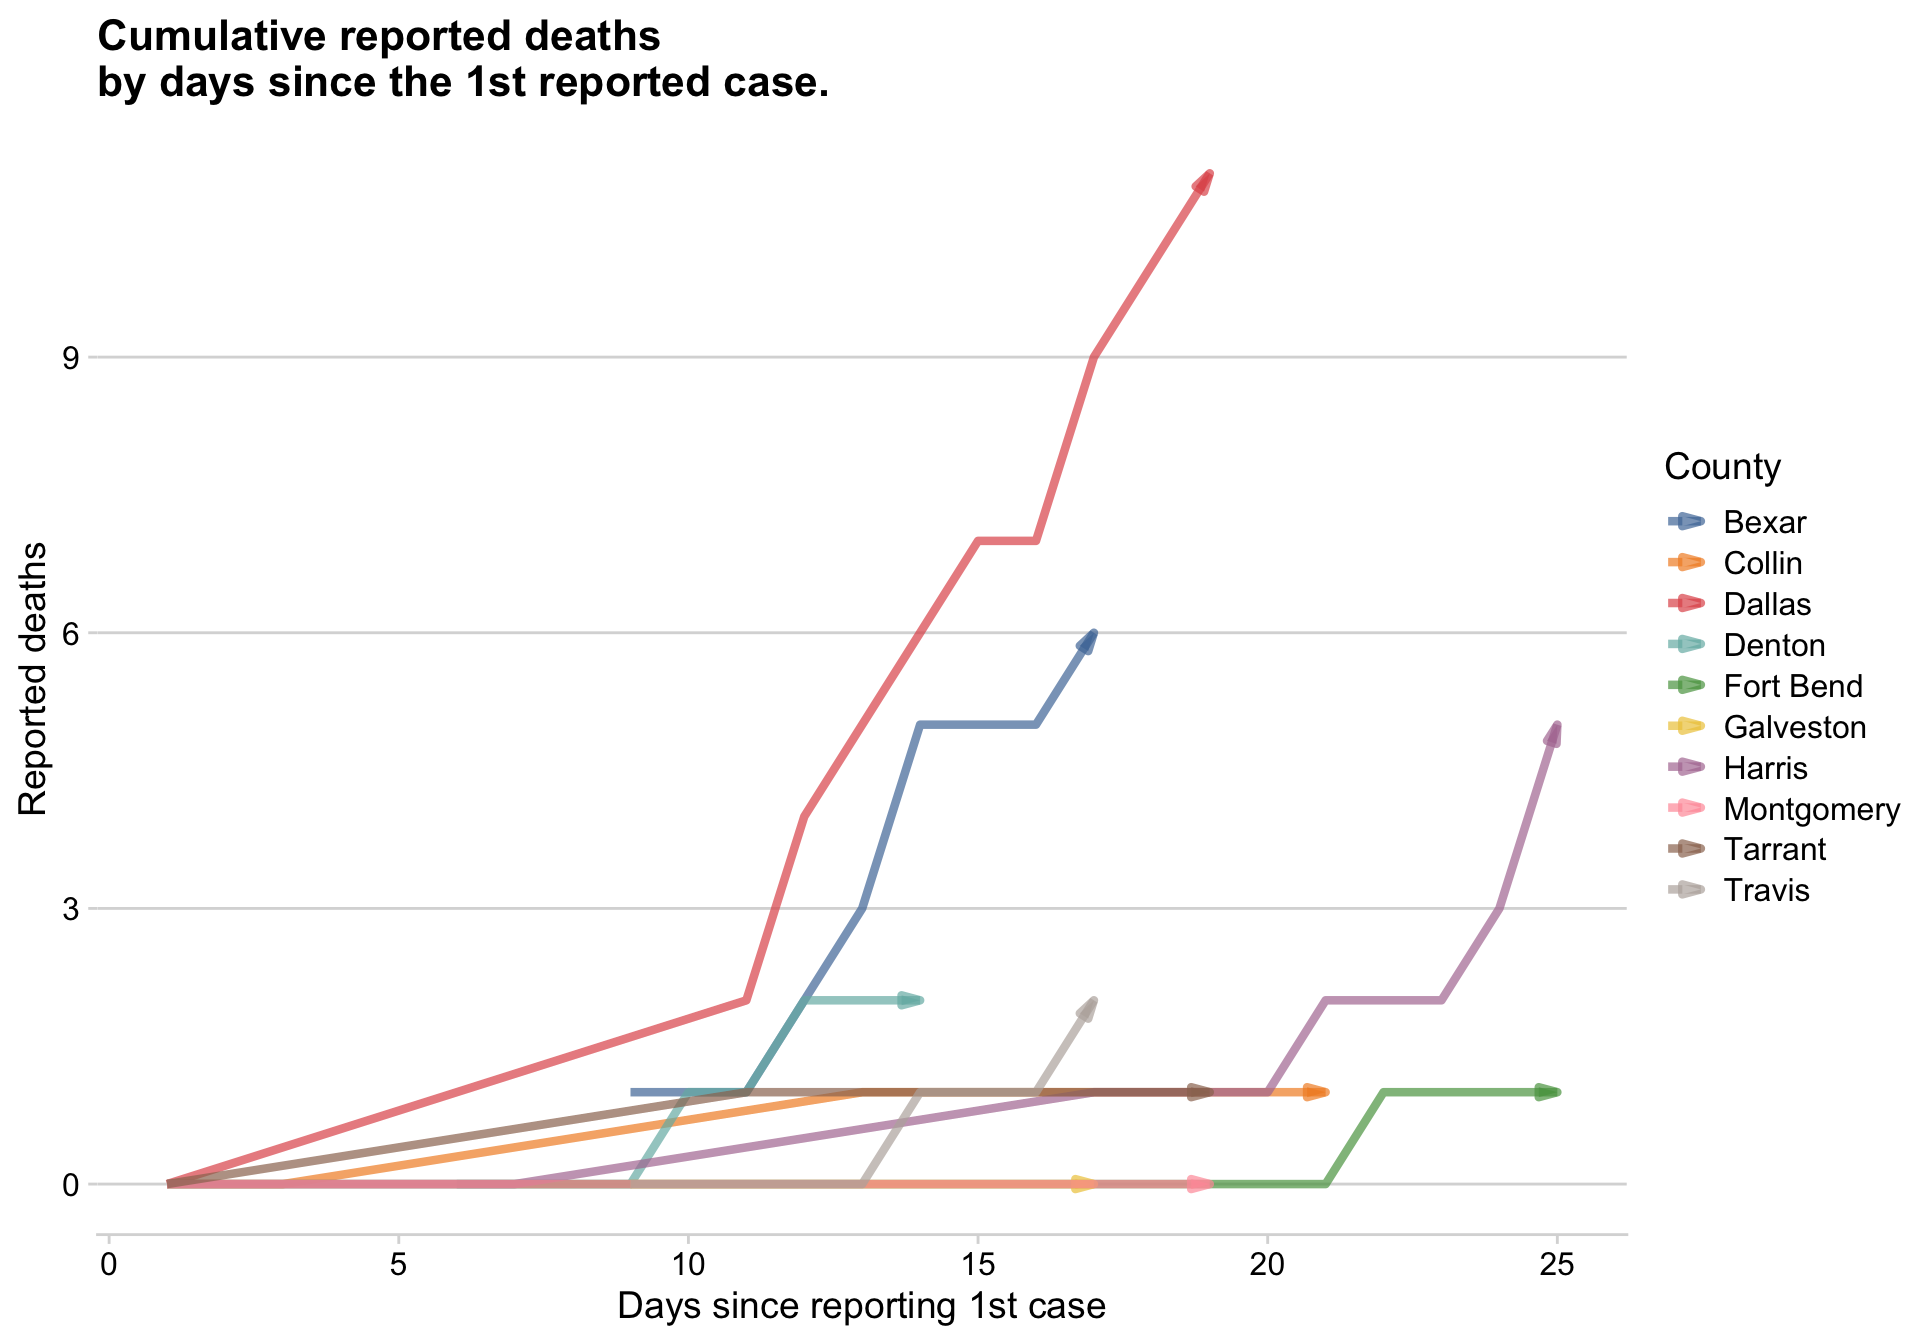 Cumulative reported deaths
by days since the 1st reported case.
Reported deaths
9
6
3
0
0
5
10
15
20
25
Days since reporting 1st case
County
Bexar
Collin
Dallas
Denton
Fort Bend
Galveston
Harris
Montgomery
Tarrant
Travis